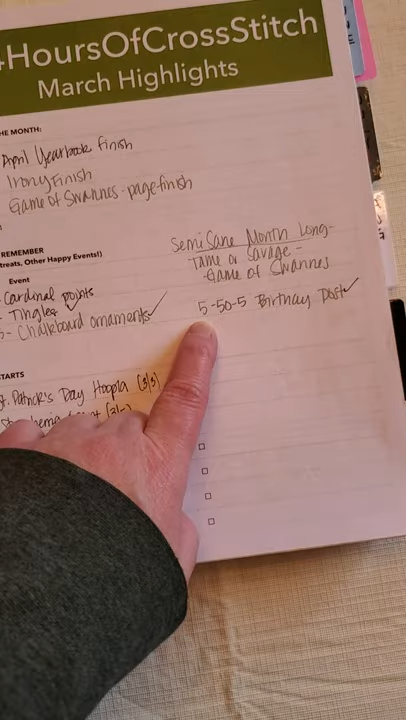 HoursOfCrossStitch
March Highlights
HE MONTH:
April Yearbook finish
Irony Finish
Game of Swannes - page finish
REMEMBER
treats, Other Happy Events!)
Event
Cardinal points
- Tingles ✓
- Chalkboard ornaments ✓
SemiSane Month Long-
Tame or Savage -
Game of Swannes
5-50-5 Birthday Post ✓
STARTS
St. Patrick's Day Hoopla (3/3)